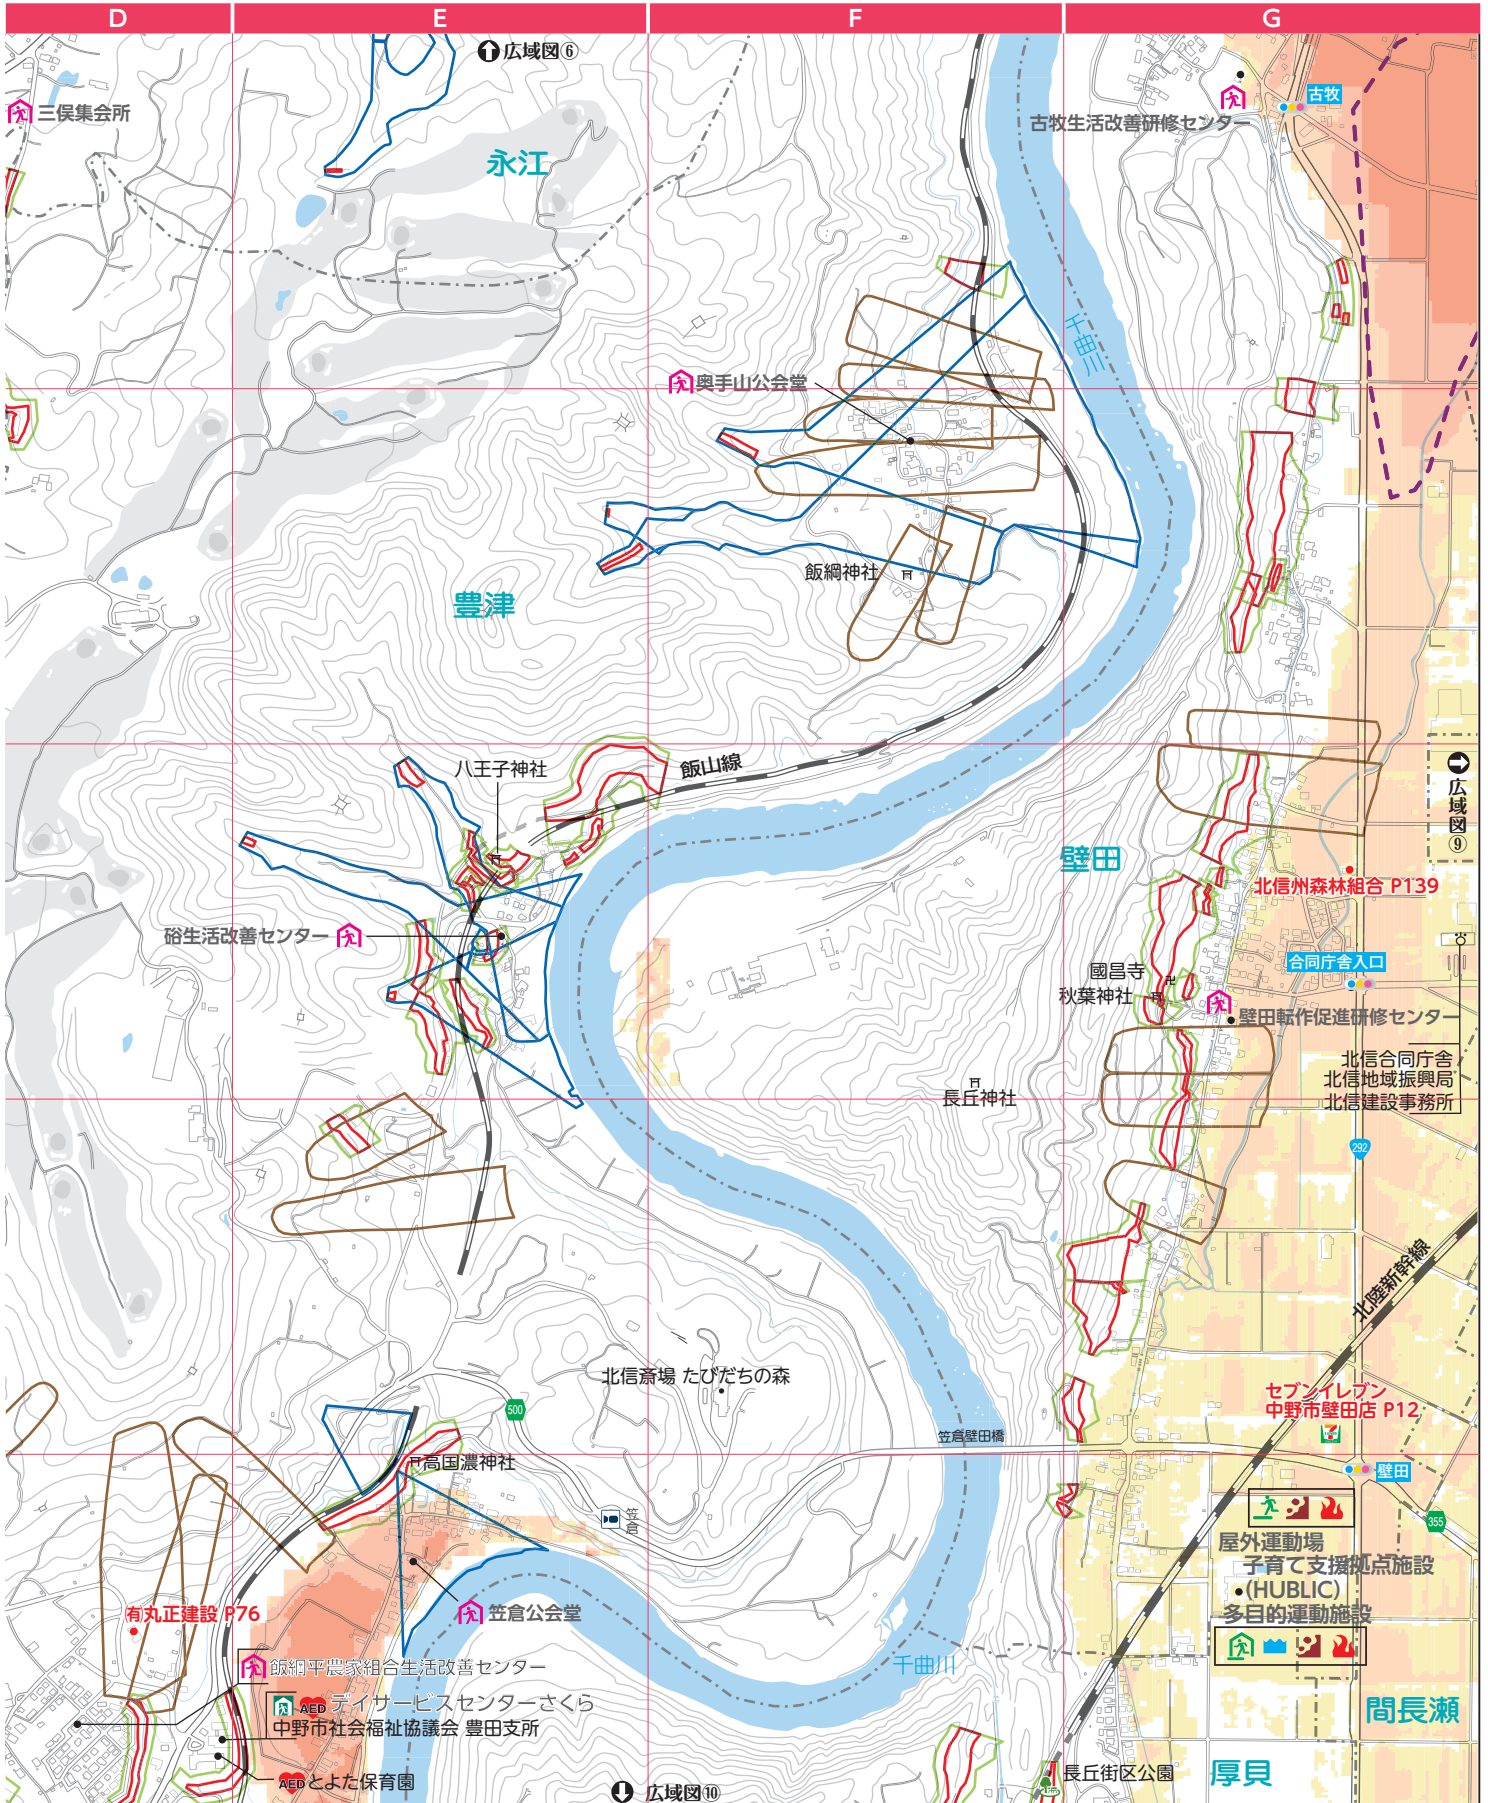 D E F G
広域図⑥
三俣集会所
永江
古牧
古牧生活改善研修センター
千曲川
奥手山公会堂
飯綱神社
豊津
八王子神社
飯山線
広域図⑨
壁田
北信州森林組合 P139
硲生活改善センター
合同庁舎入口
國昌寺
秋葉神社
壁田転作促進研修センター
北信合同庁舎
北信地域振興局
北信建設事務所
長丘神社
292
北陸新幹線
北信斎場 たびだちの森
セブンイレブン
中野市壁田店 P12
500
笠倉壁田橋
高国濃神社
壁田
笠倉
355
屋外運動場
子育て支援拠点施設
(HUBLIC)
多目的運動施設
㈲丸正建設 P76
笠倉公会堂
飯綱平農家組合生活改善センター
千曲川
AED デイサービスセンターさくら
中野市社会福祉協議会 豊田支所
間長瀬
AED とよた保育園
長丘街区公園
厚貝
広域図⑩